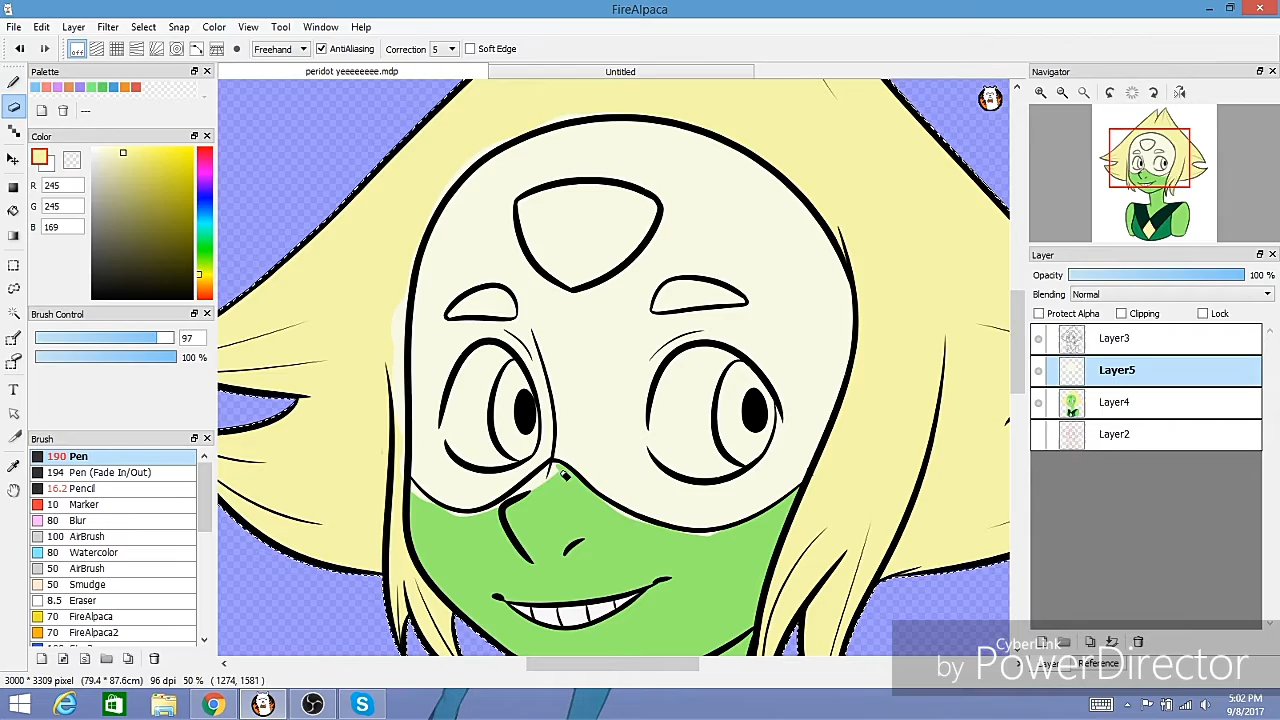 FireAlpaca
File Edit Layer Filter Select Snap Color View Tool Window Help
off Freehand AntiAliasing Correction 5 Soft Edge
Palette
peridot yeeeeeeee.mdp
Untitled
Navigator
Color
R 245
G 245
B 169
Brush Control
97
100 %
Brush
190 Pen
194 Pen (Fade In/Out)
16.2 Pencil
10 Marker
80 Blur
100 AirBrush
80 Watercolor
50 AirBrush
50 Smudge
8.5 Eraser
70 FireAlpaca
70 FireAlpaca2
Layer
Opacity 100 %
Blending Normal
Protect Alpha Clipping Lock
Layer3
Layer5
Layer4
Layer2
Layer Reference
CyberLink
by PowerDirector
3000 * 3309 pixel (79.4 * 87.6cm) 96 dpi 50 % ( 1274, 1581 )
5:02 PM
9/8/2017